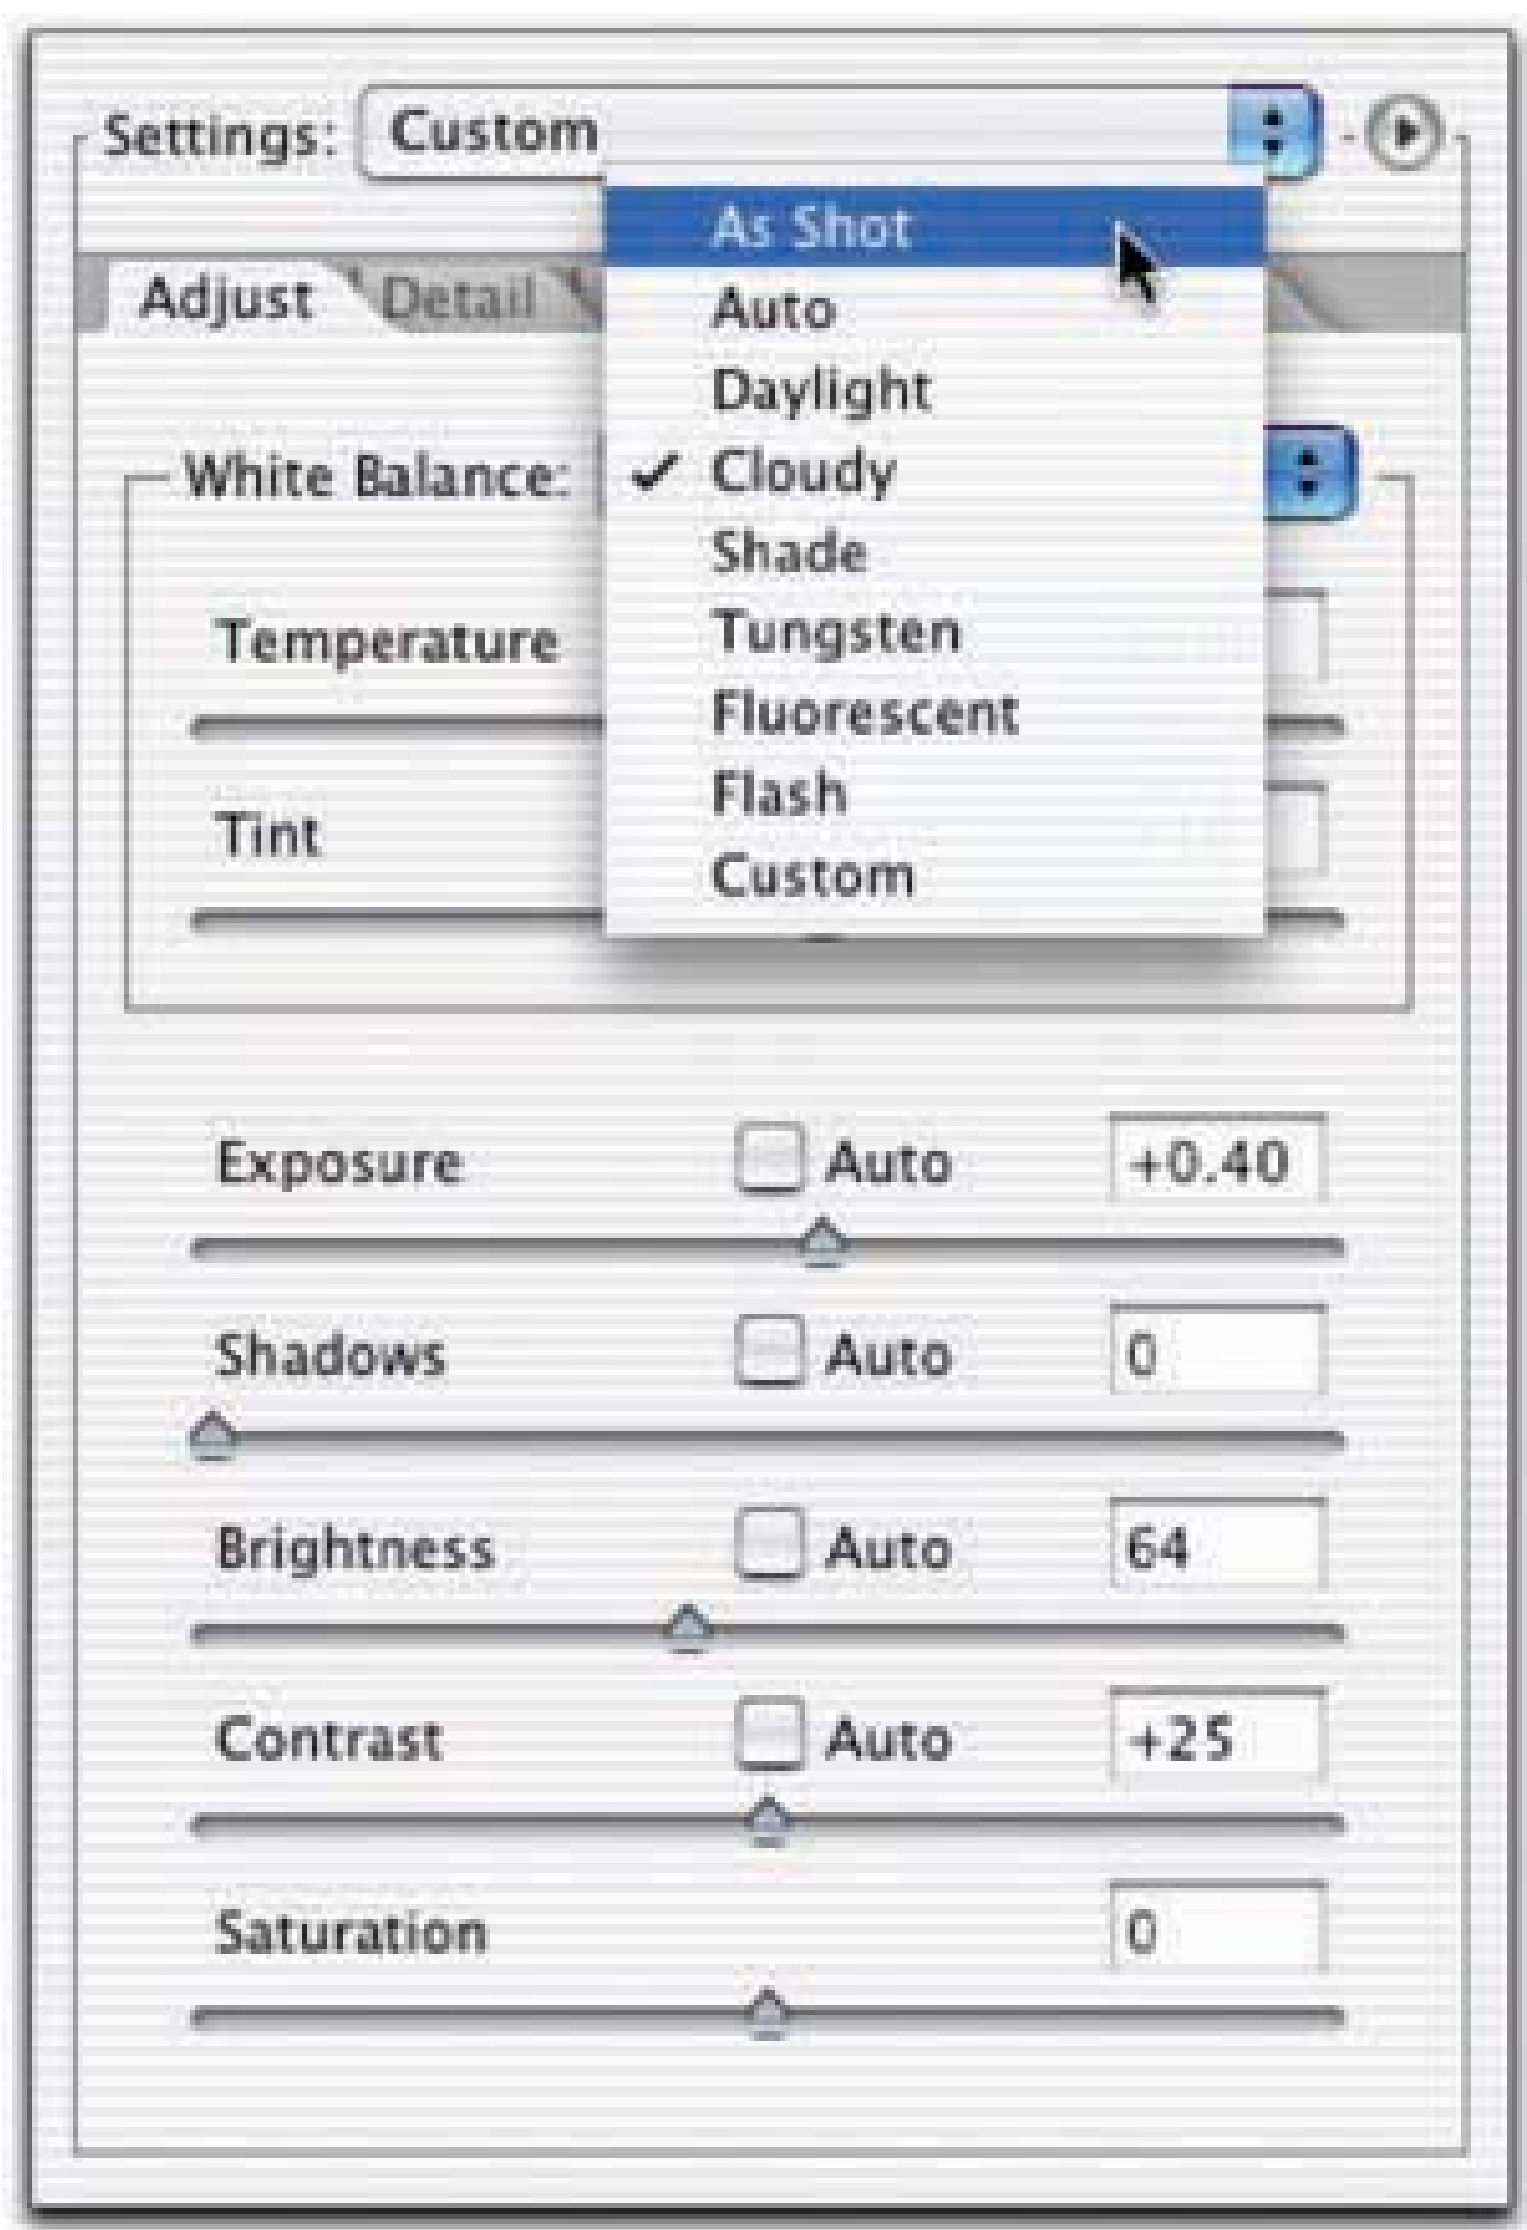 Settings: Custom
As Shot
Adjust Detail
Auto
Daylight
White Balance: ✓ Cloudy
Shade
Temperature Tungsten
Fluorescent
Flash
Tint
Custom
Exposure Auto +0.40
Shadows Auto 0
Brightness Auto 64
Contrast Auto +25
Saturation 0